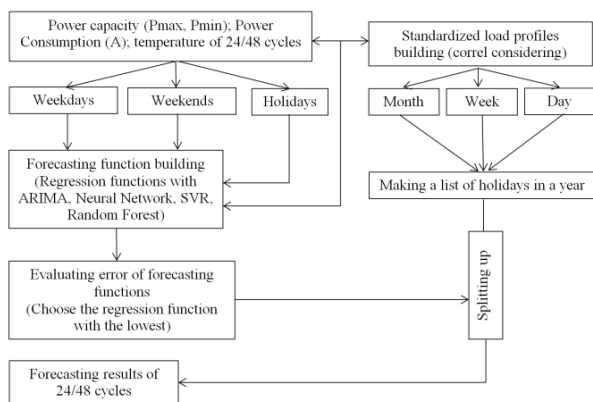 Power capacity (Pmax, Pmin); Power
Consumption (A); temperature of 24/48 cycles
Standardized load profiles
building (correl considering)
Weekdays
Weekends
Holidays
Month
Week
Day
Forecasting function building
(Regression functions with
ARIMA, Neural Network, SVR,
Random Forest)
Making a list of holidays in a year
Evaluating error of forecasting
functions
(Choose the regression function
with the lowest)
Splitting up
Forecasting results of
24/48 cycles